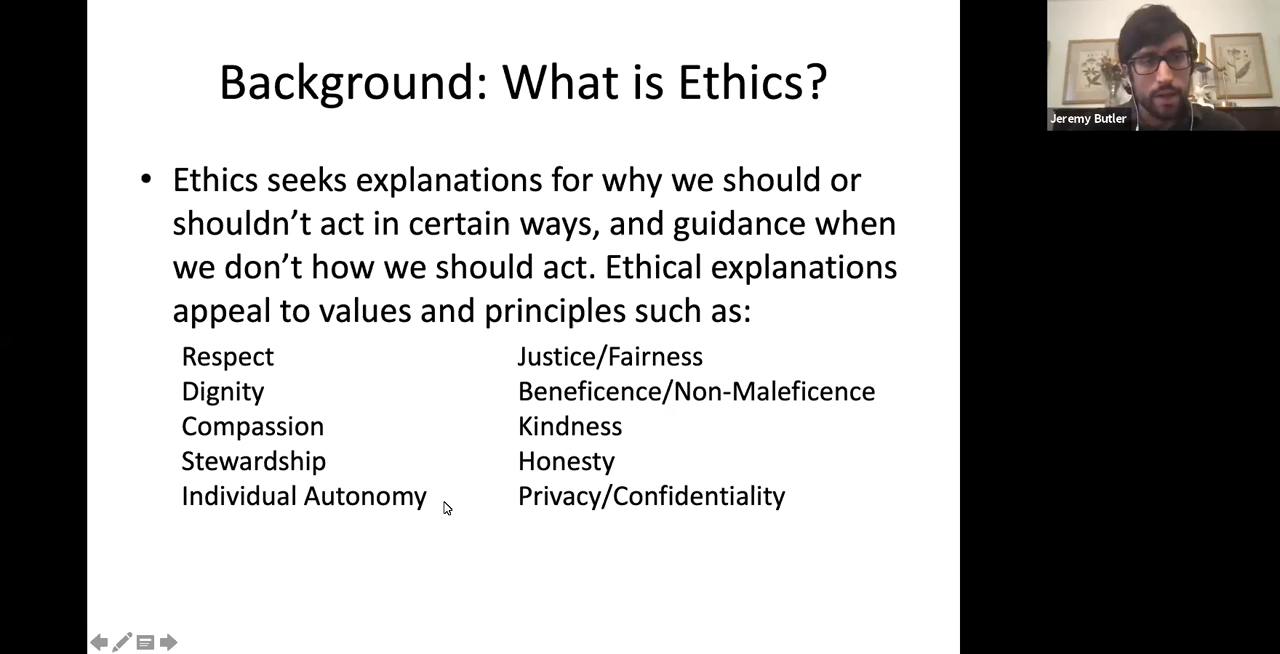 Background: What is Ethics?
• Ethics seeks explanations for why we should or
shouldn’t act in certain ways, and guidance when
we don’t how we should act. Ethical explanations
appeal to values and principles such as:
Respect
Dignity
Compassion
Stewardship
Individual Autonomy
Justice/Fairness
Beneficence/Non-Maleficence
Kindness
Honesty
Privacy/Confidentiality
Jeremy Butler